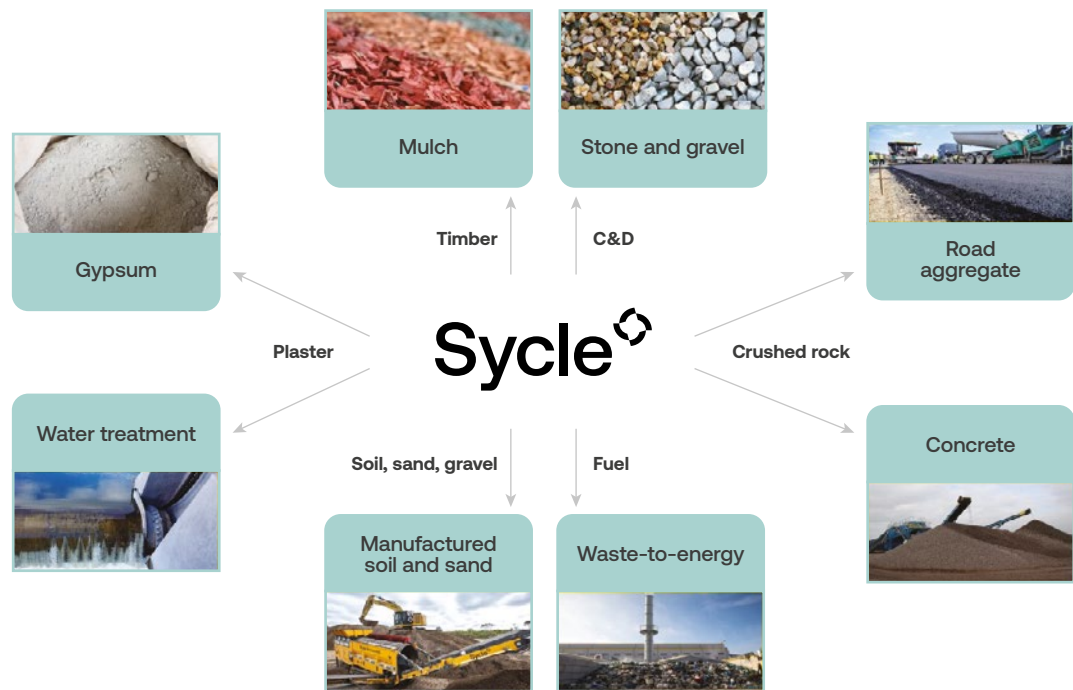 Mulch
Stone and gravel
Gypsum
Road
aggregate
Timber
C&D
Plaster
Sycle
Crushed rock
Water treatment
Concrete
Soil, sand, gravel
Fuel
Manufactured
soil and sand
Waste-to-energy
Sycle